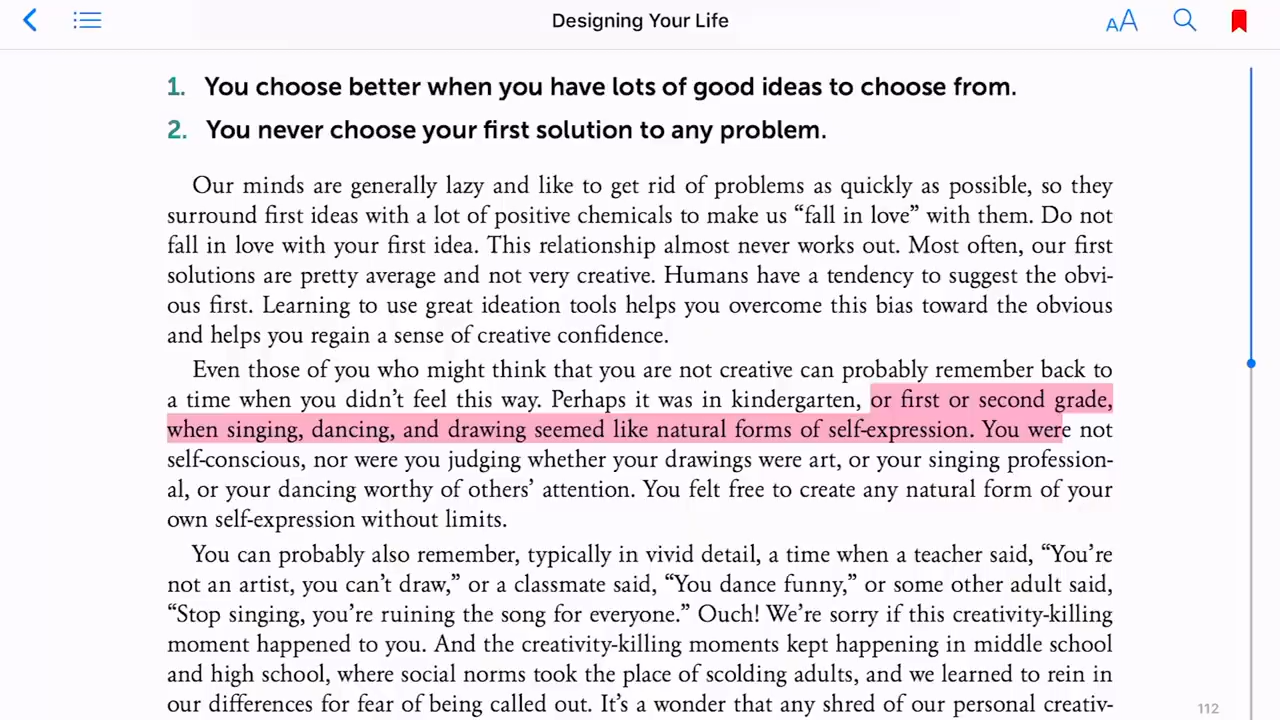 Designing Your Life
AA
1. You choose better when you have lots of good ideas to choose from.
2. You never choose your first solution to any problem.
Our minds are generally lazy and like to get rid of problems as quickly as possible, so they
surround first ideas with a lot of positive chemicals to make us “fall in love” with them. Do not
fall in love with your first idea. This relationship almost never works out. Most often, our first
solutions are pretty average and not very creative. Humans have a tendency to suggest the obvi-
ous first. Learning to use great ideation tools helps you overcome this bias toward the obvious
and helps you regain a sense of creative confidence.
Even those of you who might think that you are not creative can probably remember back to
a time when you didn’t feel this way. Perhaps it was in kindergarten, or first or second grade,
when singing, dancing, and drawing seemed like natural forms of self-expression. You were not
self-conscious, nor were you judging whether your drawings were art, or your singing profession-
al, or your dancing worthy of others’ attention. You felt free to create any natural form of your
own self-expression without limits.
You can probably also remember, typically in vivid detail, a time when a teacher said, “You’re
not an artist, you can’t draw,” or a classmate said, “You dance funny,” or some other adult said,
“Stop singing, you’re ruining the song for everyone.” Ouch! We’re sorry if this creativity-killing
moment happened to you. And the creativity-killing moments kept happening in middle school
and high school, where social norms took the place of scolding adults, and we learned to rein in
our differences for fear of being called out. It’s a wonder that any shred of our personal creativ-
112